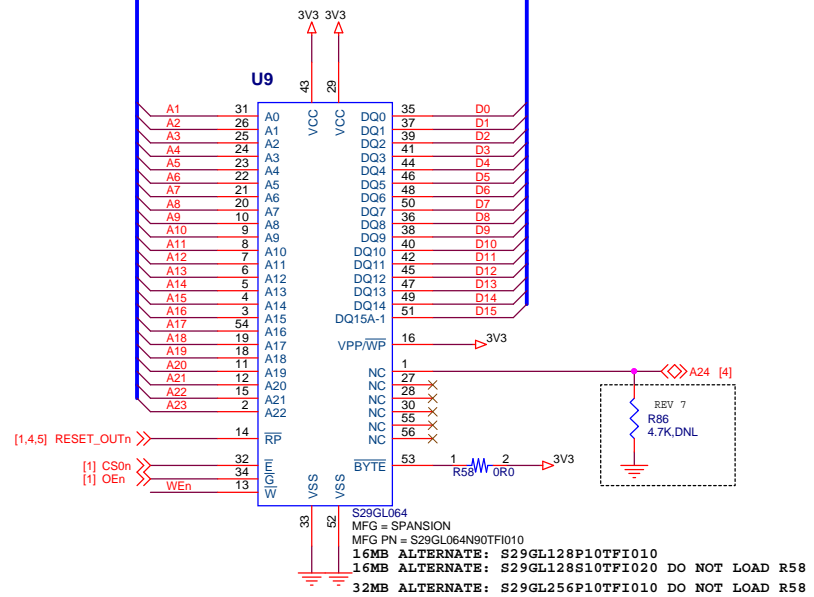 3V3 3V3
U9
43 29
VCC VCC
A1 31 A0 DQ0 35 D0
A2 26 A1 DQ1 37 D1
A3 25 A2 DQ2 39 D2
A4 24 A3 DQ3 41 D3
A5 23 A4 DQ4 44 D4
A6 22 A5 DQ5 46 D5
A7 21 A6 DQ6 48 D6
A8 20 A7 DQ7 50 D7
A9 10 A8 DQ8 36 D8
A10 9 A9 DQ9 38 D9
A11 8 A10 DQ10 40 D10
A12 7 A11 DQ11 42 D11
A13 6 A12 DQ12 45 D12
A14 5 A13 DQ13 47 D13
A15 4 A14 DQ14 49 D14
A16 3 A15 DQ15A-1 51 D15
A17 54 A16
A18 19 A17 VPP/WP 16 3V3
A19 18 A18
A20 11 A19 NC 1 A24 [4]
A21 12 A20 NC 27
A22 15 A21 NC 28
A23 2 A22 NC 30
NC 55
[1,4,5] RESET_OUTn 14 RP NC 56
REV 7
R86
4.7K,DNL
[1] CS0n 32 E BYTE 53 1 2 3V3
R58 0R0
[1] OEn 34 G
WEn 13 W
VSS VSS
33 52
S29GL064
MFG = SPANSION
MFG PN = S29GL064N90TFI010
16MB ALTERNATE: S29GL128P10TFI010
16MB ALTERNATE: S29GL128S10TFI020 DO NOT LOAD R58
32MB ALTERNATE: S29GL256P10TFI010 DO NOT LOAD R58